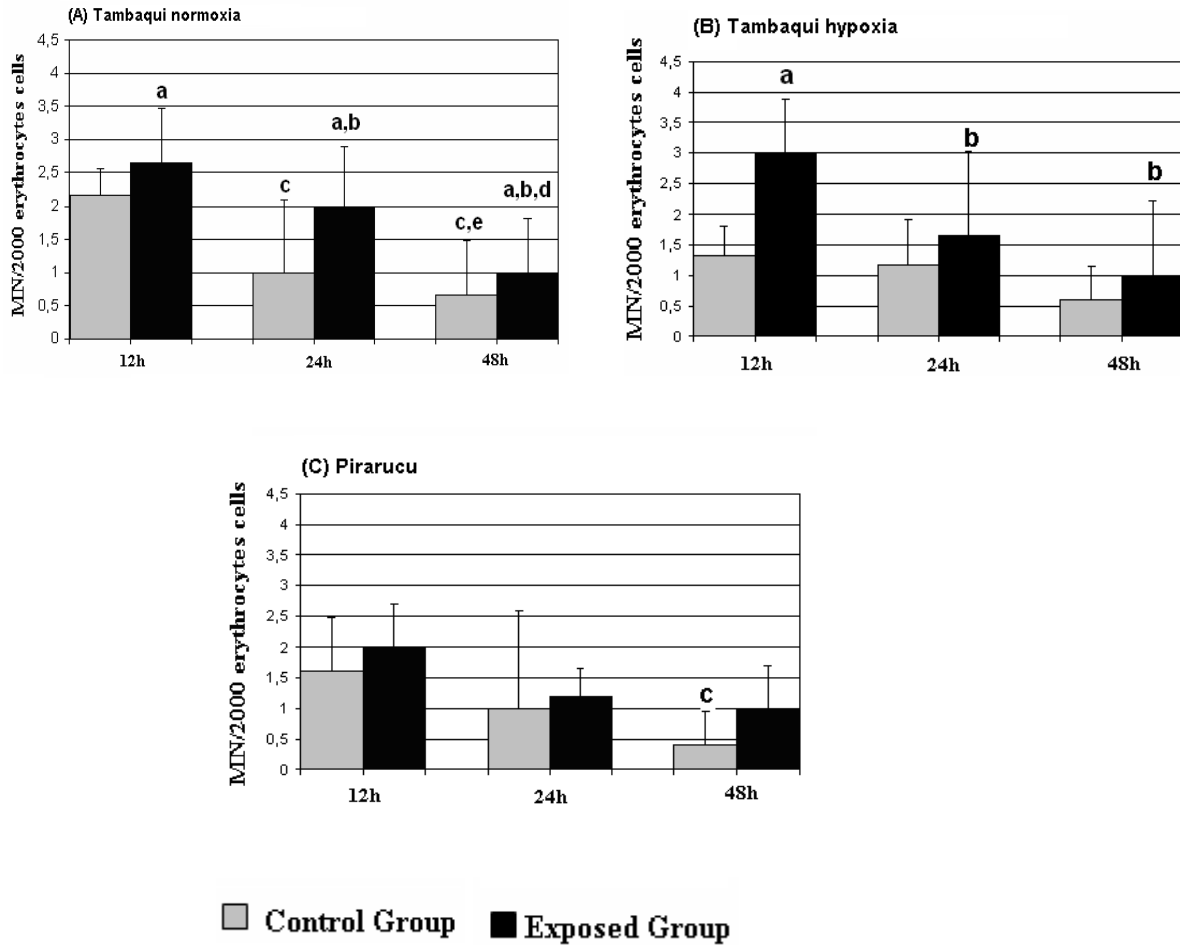 (A) Tambaqui normoxia
MN/2000 erythrocytes cells
4,5
4
3,5
3
2,5
2
1,5
1
0,5
0
a
a,b
c
a,b,d
c,e
12h
24h
48h
(B) Tambaqui hypoxia
MN/2000 erythrocytes cells
4,5
4
3,5
3
2,5
2
1,5
1
0,5
0
a
b
b
12h
24h
48h
(C) Pirarucu
MN/2000 erythrocytes cells
4,5
4
3,5
3
2,5
2
1,5
1
0,5
0
c
12h
24h
48h
Control Group
Exposed Group